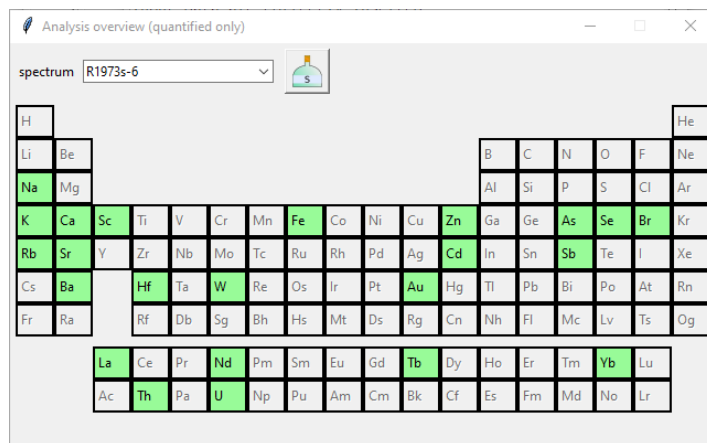 Analysis overview (quantified only)
spectrum R1973s-6
S
H He
Li Be B C N O F Ne
Na Mg Al Si P S Cl Ar
K Ca Sc Ti V Cr Mn Fe Co Ni Cu Zn Ga Ge As Se Br Kr
Rb Sr Y Zr Nb Mo Tc Ru Rh Pd Ag Cd In Sn Sb Te I Xe
Cs Ba Hf Ta W Re Os Ir Pt Au Hg Tl Pb Bi Po At Rn
Fr Ra Rf Db Sg Bh Hs Mt Ds Rg Cn Nh Fl Mc Lv Ts Og
La Ce Pr Nd Pm Sm Eu Gd Tb Dy Ho Er Tm Yb Lu
Ac Th Pa U Np Pu Am Cm Bk Cf Es Fm Md No Lr